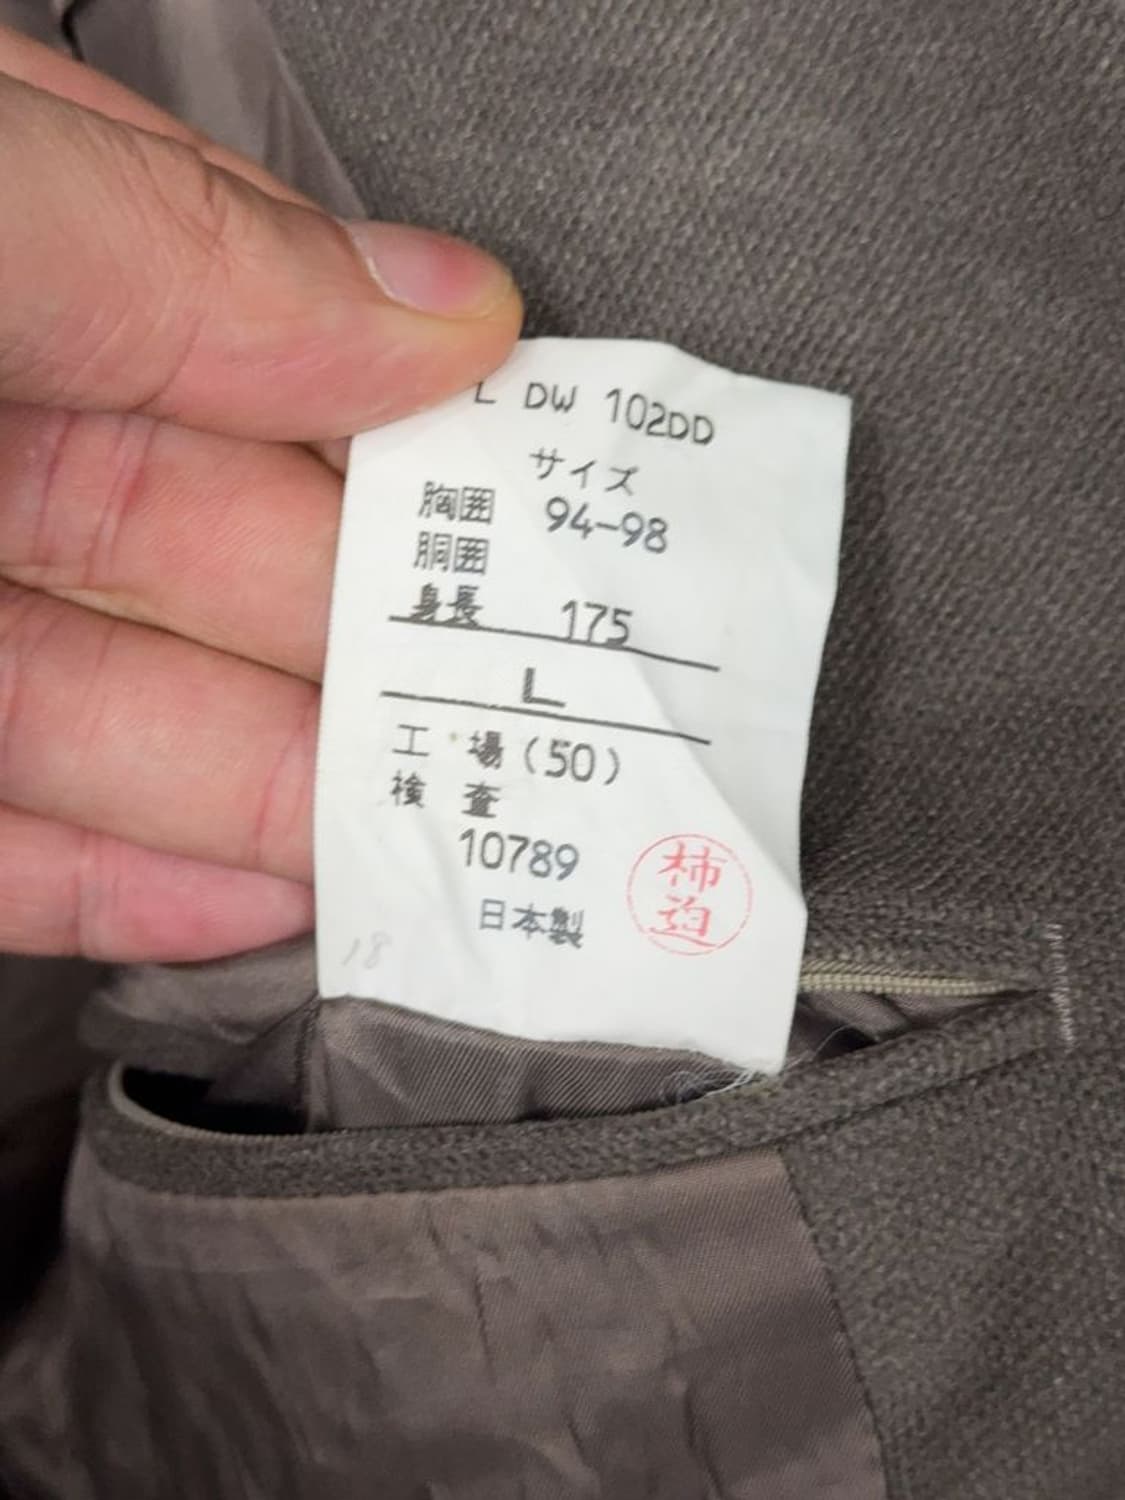 L DW 102DD
サイズ
胸囲 94-98
胴囲
身長 175
L
工 場(50)
検 査
10789
日本製
柿
迫
18